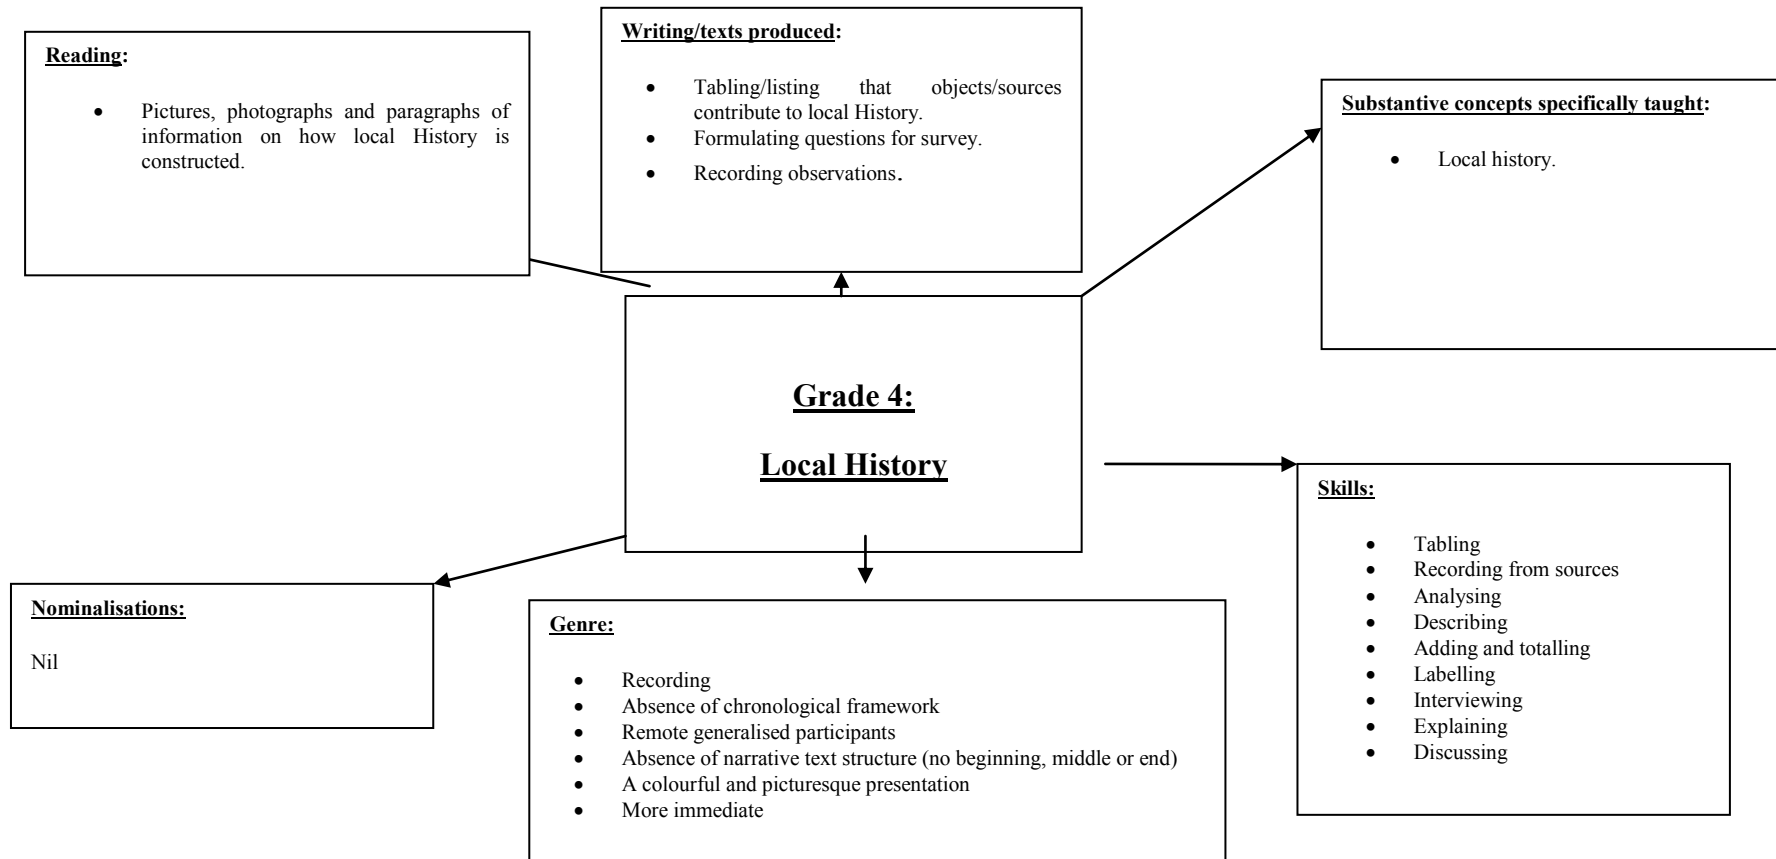 Reading:
• Pictures, photographs and paragraphs of
information on how local History is
constructed.
Writing/texts produced:
• Tabling/listing that objects/sources
contribute to local History.
• Formulating questions for survey.
• Recording observations.
Substantive concepts specifically taught:
• Local history.
Grade 4:
Local History
Skills:
• Tabling
• Recording from sources
• Analysing
• Describing
• Adding and totalling
• Labelling
• Interviewing
• Explaining
• Discussing
Nominalisations:
Nil
Genre:
• Recording
• Absence of chronological framework
• Remote generalised participants
• Absence of narrative text structure (no beginning, middle or end)
• A colourful and picturesque presentation
• More immediate